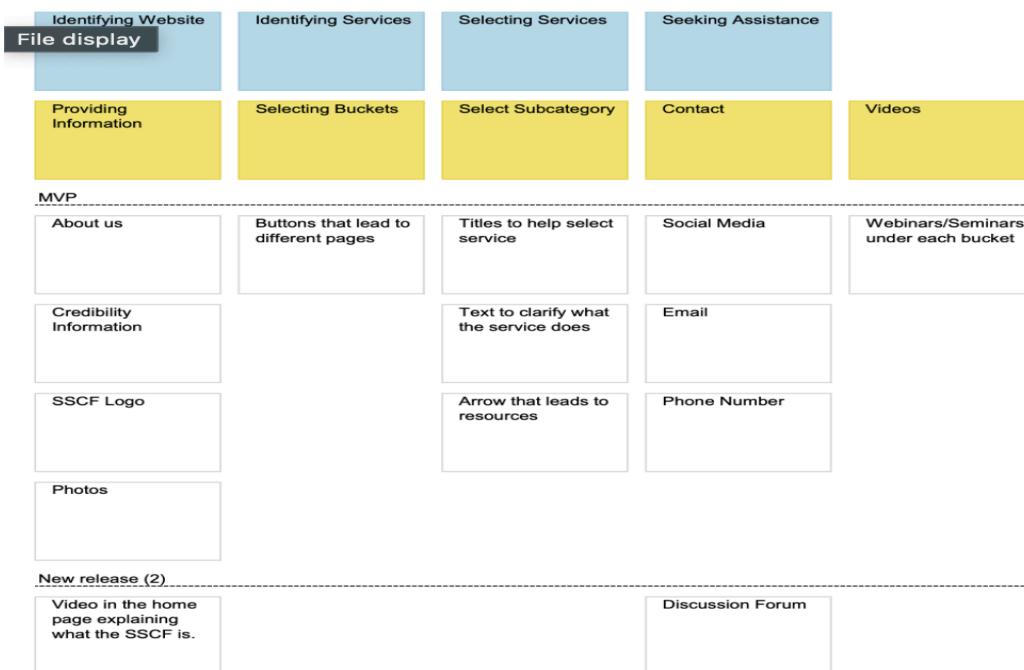 Identifying Website
Identifying Services
Selecting Services
Seeking Assistance
File display
Providing
Information
Selecting Buckets
Select Subcategory
Contact
Videos
MVP
About us
Buttons that lead to
different pages
Titles to help select
service
Social Media
Webinars/Seminars
under each bucket
Credibility
Information
Text to clarify what
the service does
Email
SSCF Logo
Arrow that leads to
resources
Phone Number
Photos
New release (2)
Video in the home
page explaining
what the SSCF is.
Discussion Forum